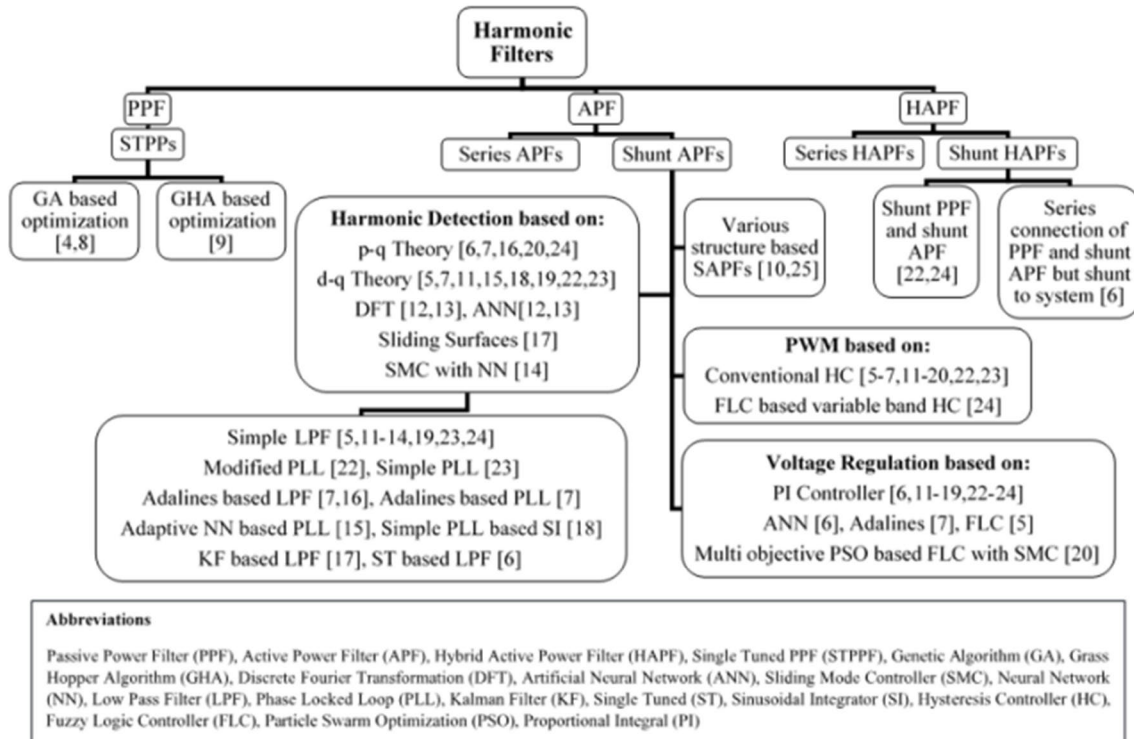 Harmonic
Filters
PPF
APF
HAPF
STPPs
Series APFs
Shunt APFs
Series HAPFs
Shunt HAPFs
GA based
optimization
[4,8]
GHA based
optimization
[9]
Harmonic Detection based on:
p-q Theory [6,7,16,20,24]
d-q Theory [5,7,11,15,18,19,22,23]
DFT [12,13], ANN[12,13]
Sliding Surfaces [17]
SMC with NN [14]
Various
structure based
SAPFs [10,25]
Shunt PPF
and shunt
APF
[22,24]
Series
connection of
PPF and shunt
APF but shunt
to system [6]
PWM based on:
Conventional HC [5-7,11-20,22,23]
FLC based variable band HC [24]
Simple LPF [5,11-14,19,23,24]
Modified PLL [22], Simple PLL [23]
Adalines based LPF [7,16], Adalines based PLL [7]
Adaptive NN based PLL [15], Simple PLL based SI [18]
KF based LPF [17], ST based LPF [6]
Voltage Regulation based on:
PI Controller [6,11-19,22-24]
ANN [6], Adalines [7], FLC [5]
Multi objective PSO based FLC with SMC [20]
Abbreviations
Passive Power Filter (PPF), Active Power Filter (APF), Hybrid Active Power Filter (HAPF), Single Tuned PPF (STPPF), Genetic Algorithm (GA), Grass
Hopper Algorithm (GHA), Discrete Fourier Transformation (DFT), Artificial Neural Network (ANN), Sliding Mode Controller (SMC), Neural Network
(NN), Low Pass Filter (LPF), Phase Locked Loop (PLL), Kalman Filter (KF), Single Tuned (ST), Sinusoidal Integrator (SI), Hysteresis Controller (HC),
Fuzzy Logic Controller (FLC), Particle Swarm Optimization (PSO), Proportional Integral (PI)